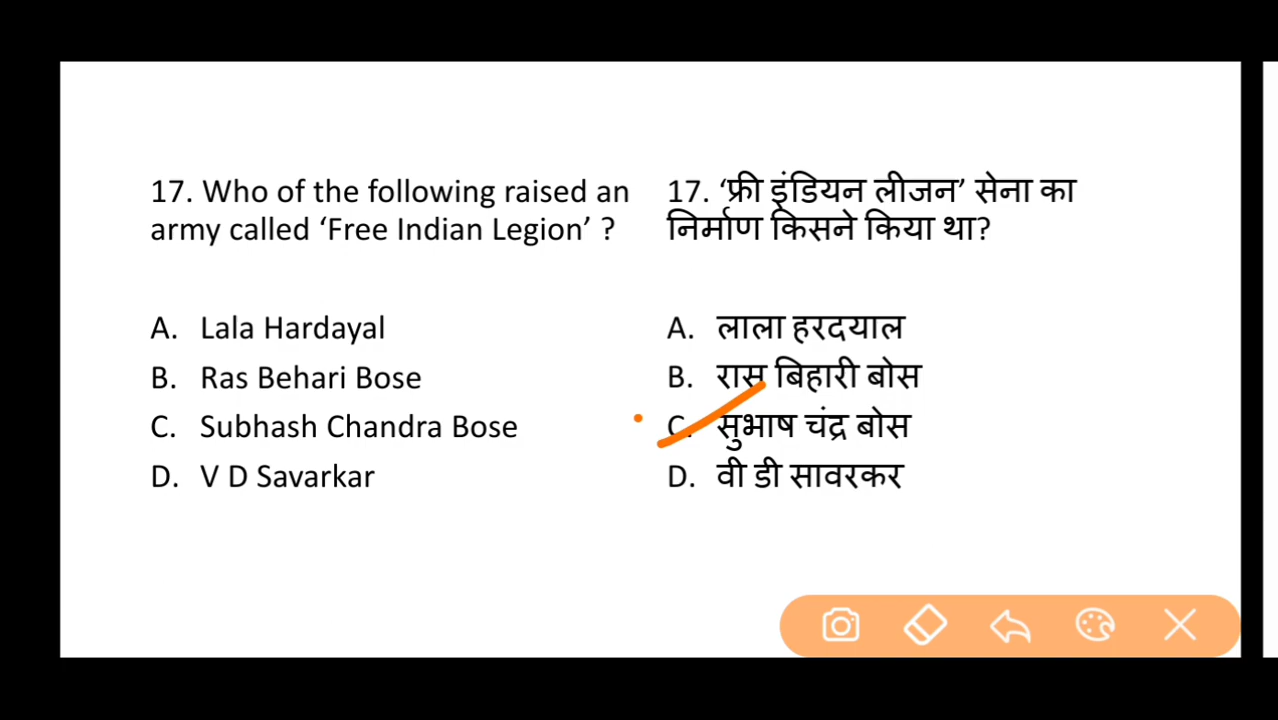 17. Who of the following raised an
army called ‘Free Indian Legion’ ?
A. Lala Hardayal
B. Ras Behari Bose
C. Subhash Chandra Bose
D. V D Savarkar
17. ‘फ्री इंडियन लीजन’ सेना का
निर्माण किसने किया था?
A. लाला हरदयाल
B. रास बिहारी बोस
C. सुभाष चंद्र बोस
D. वी डी सावरकर